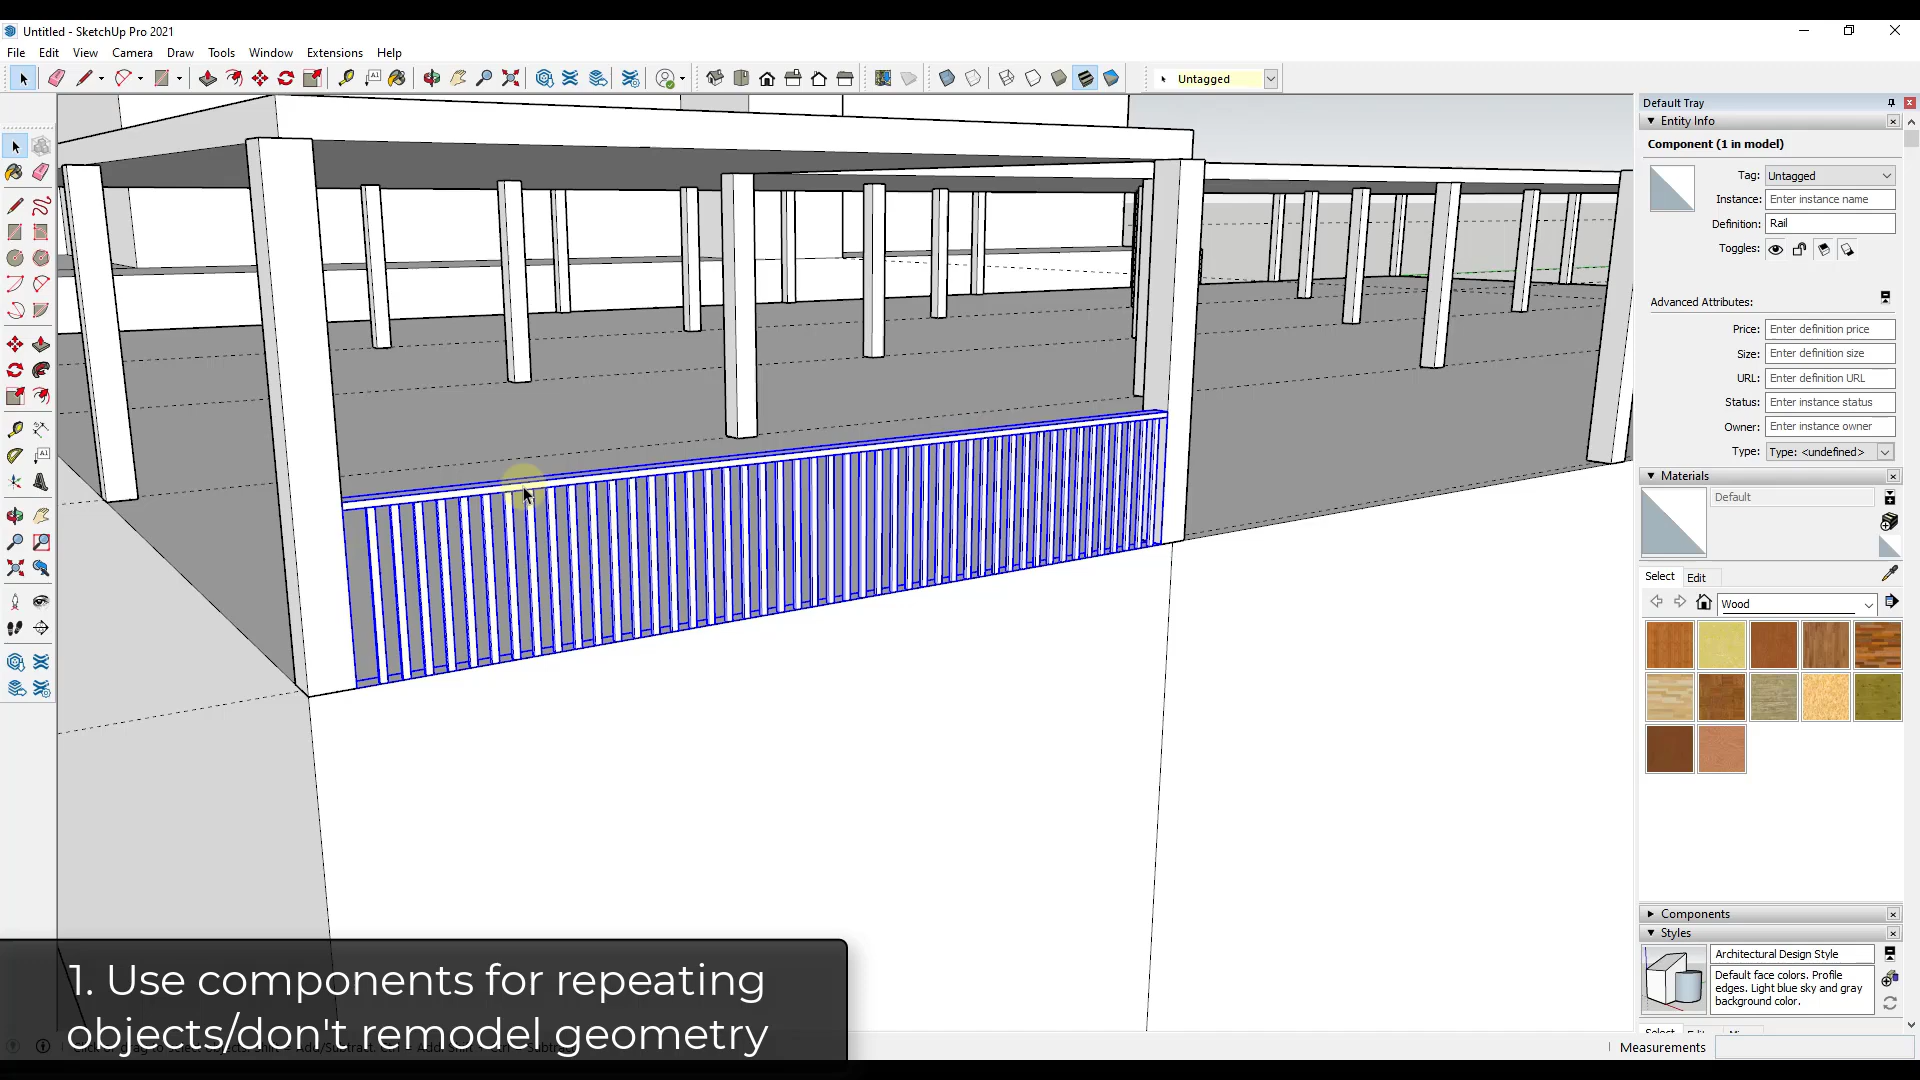 Untitled - SketchUp Pro 2021
File Edit View Camera Draw Tools Window Extensions Help
Untagged
Default Tray
Entity Info
Component (1 in model)
Tag: Untagged
Instance: Enter instance name
Definition: Rail
Toggles:
Advanced Attributes:
Price: Enter definition price
Size: Enter definition size
URL: Enter definition URL
Status: Enter instance status
Owner: Enter instance owner
Type: Type: <undefined>
Materials
Default
Select Edit
Wood
Components
Styles
Architectural Design Style
Default face colors. Profile
edges. Light blue sky and gray
background color.
Select
1. Use components for repeating
objects/don't remodel geometry
Measurements